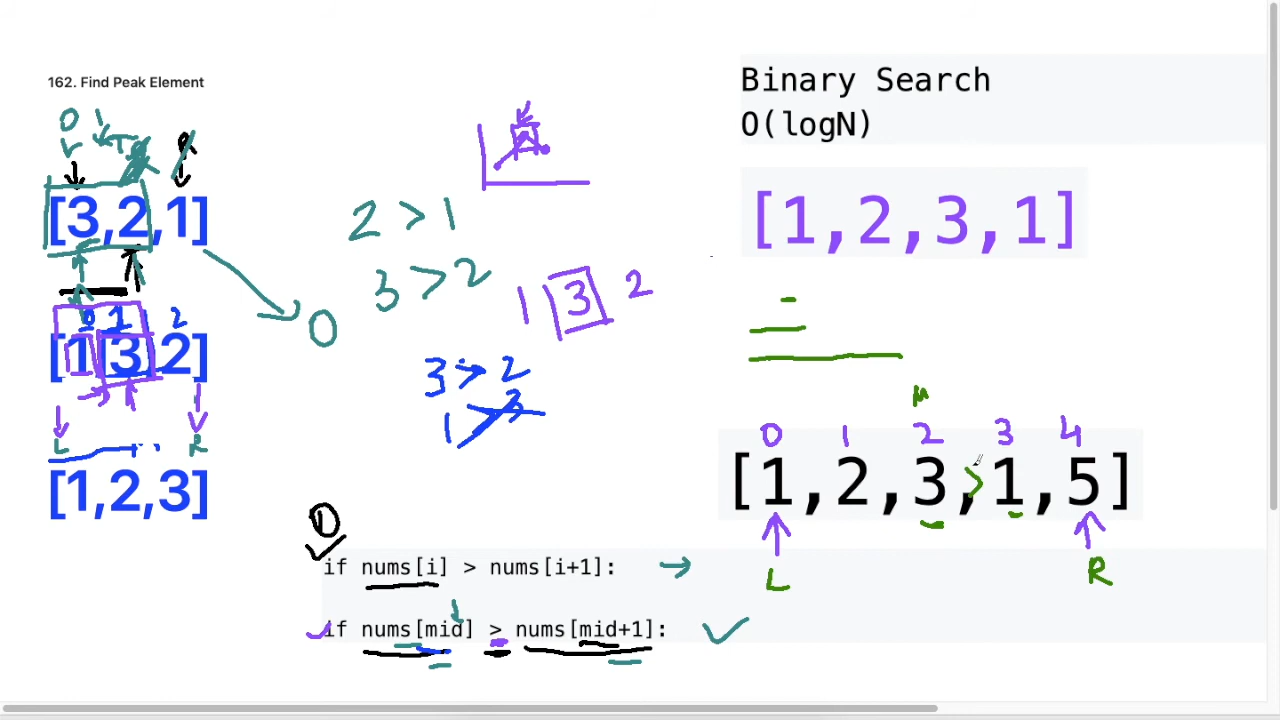 162. Find Peak Element
Binary Search
O(logN)
0 1
[3,2,1]
2 > 1
3 > 2
0
[1,2,3,1]
1 3 2
0 1 2
[1,3,2]
3 > 2
1 3
L R
[1,2,3]
M
0 1 2 3 4
[1,2,3,>1,5]
L R
1
if nums[i] > nums[i+1]:
if nums[mid] > nums[mid+1]: